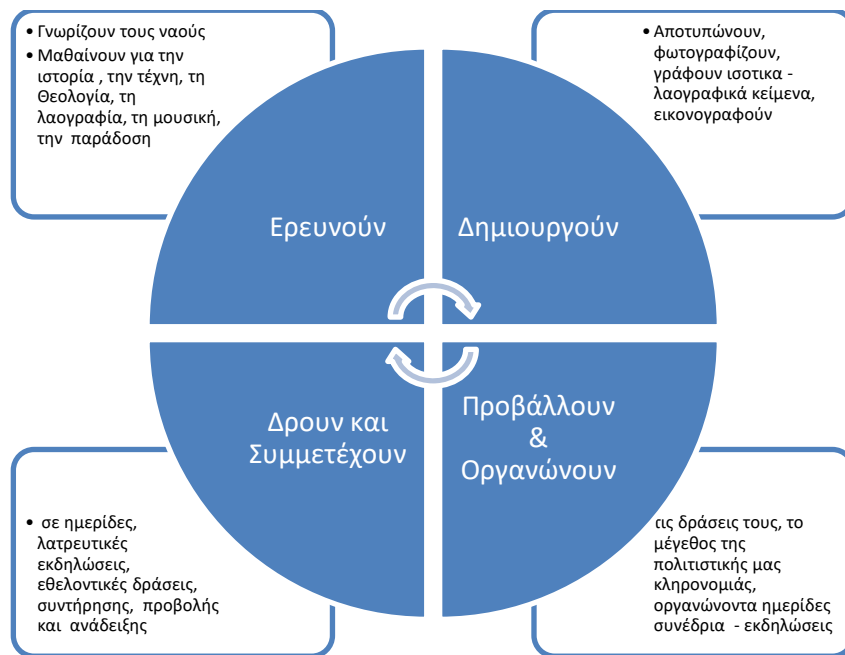 • Γνωρίζουν τους ναούς
• Μαθαίνουν για την
ιστορία , την τέχνη, τη
Θεολογία, τη
λαογραφία, τη μουσική,
την παράδοση
• Αποτυπώνουν,
φωτογραφίζουν,
γράφουν ισοτικα -
λαογραφικά κείμενα,
εικονογραφούν
Ερευνούν
Δημιουργούν
Δρουν και
Συμμετέχουν
Προβάλλουν
&
Οργανώνουν
• σε ημερίδες,
λατρευτικές
εκδηλώσεις,
εθελοντικές δράσεις,
συντήρησης, προβολής
και ανάδειξης
τις δράσεις τους, το
μέγεθος της
πολιτιστικής μας
κληρονομιάς,
οργανώνοντα ημερίδες
συνέδρια - εκδηλώσεις